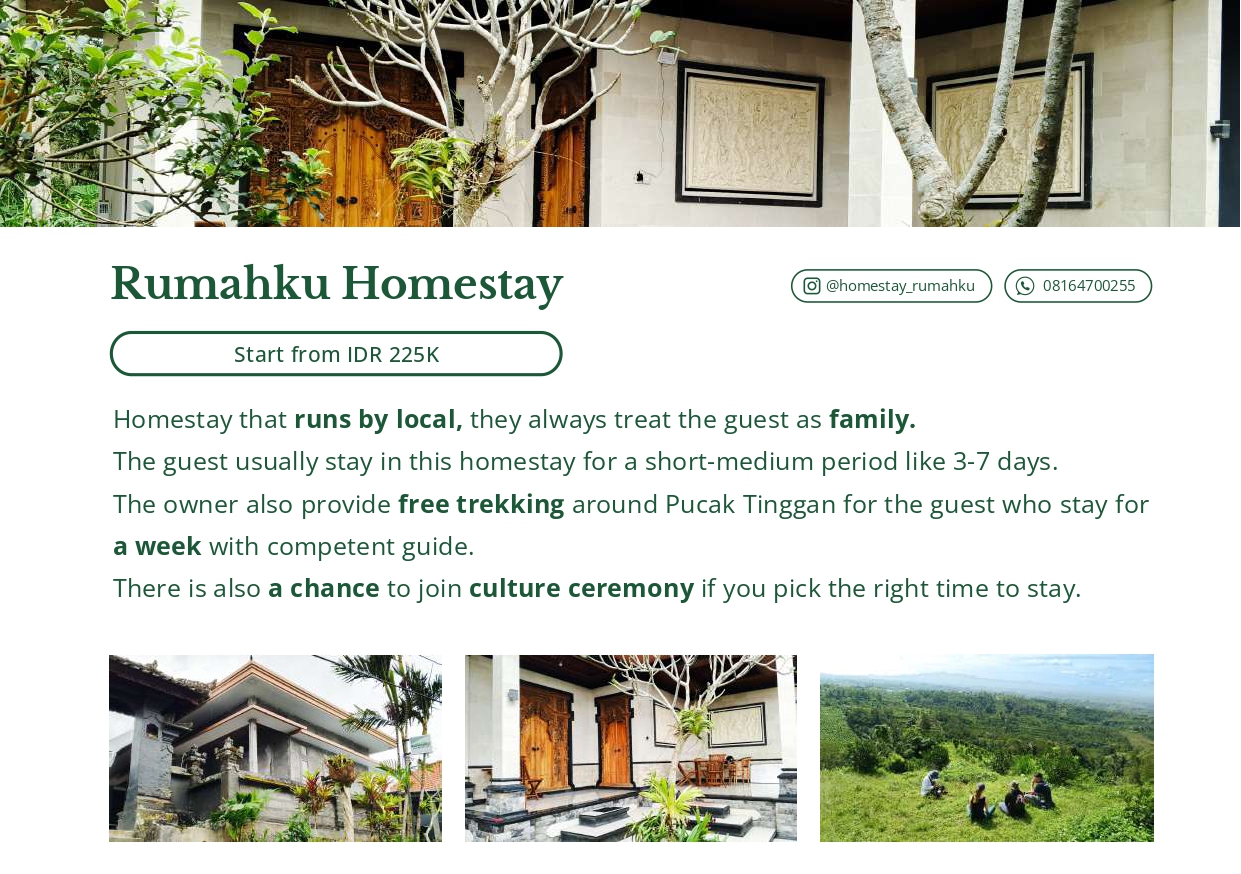 Rumahku Homestay
@homestay_rumahku
08164700255
Start from IDR 225K
Homestay that runs by local, they always treat the guest as family.
The guest usually stay in this homestay for a short-medium period like 3-7 days.
The owner also provide free trekking around Pucak Tinggan for the guest who stay for
a week with competent guide.
There is also a chance to join culture ceremony if you pick the right time to stay.